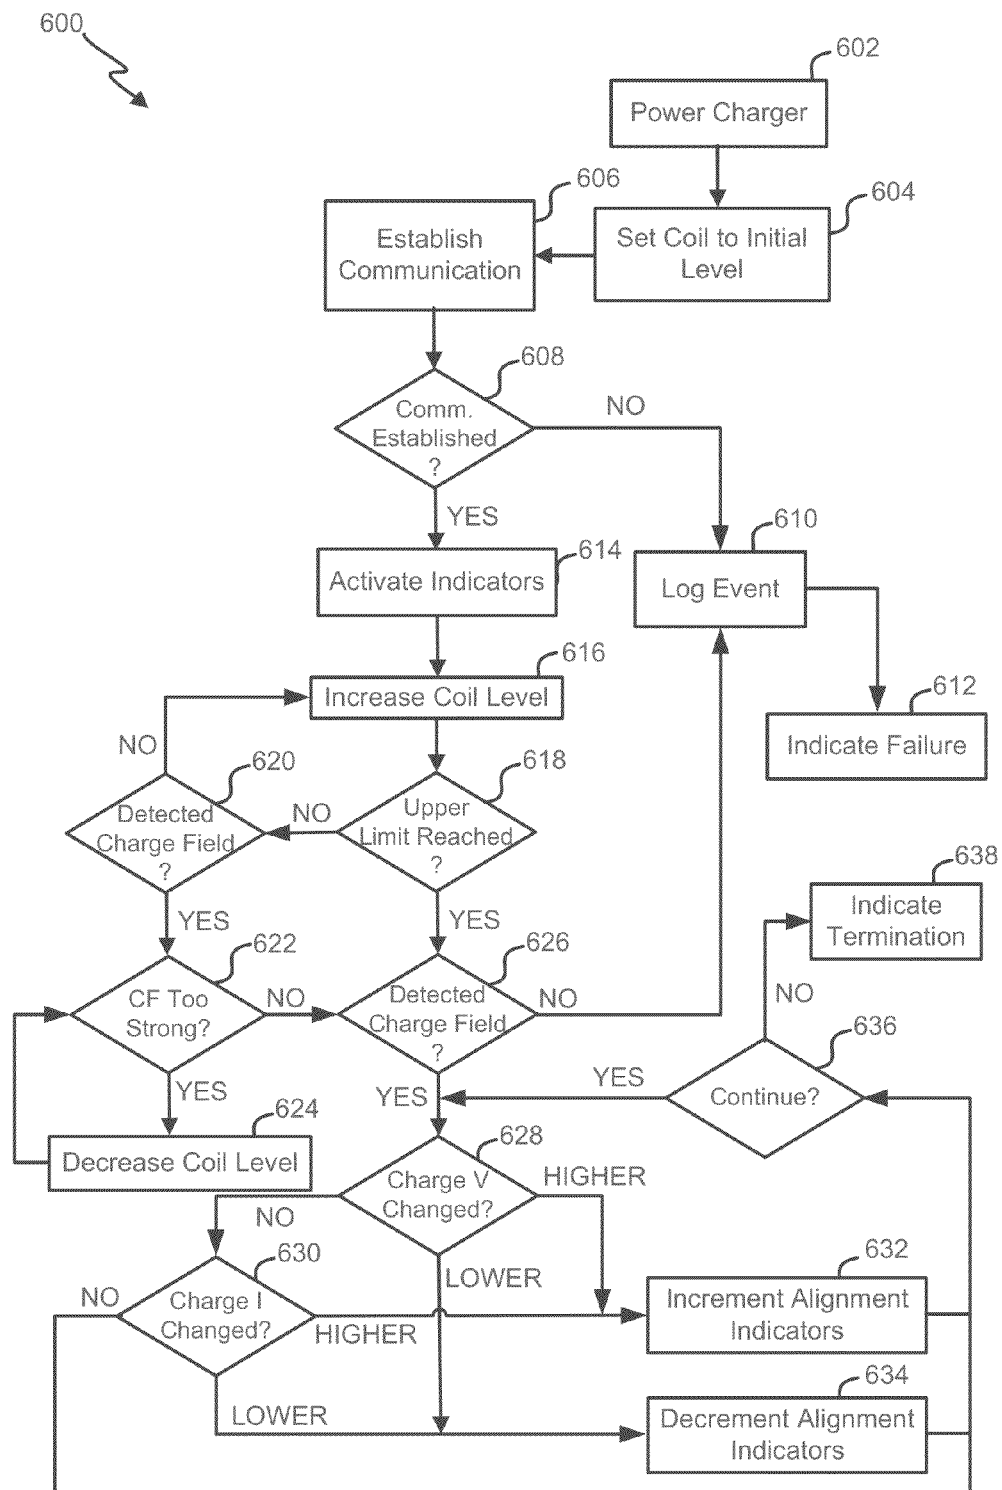 600
602
Power Charger
606
604
Establish
Communication
Set Coil to Initial
Level
608
Comm.
Established
?
NO
YES
610
614
Activate Indicators
Log Event
616
Increase Coil Level
612
Indicate Failure
NO
620
618
Detected
Charge Field
?
NO
Upper
Limit Reached
?
638
Indicate
Termination
YES
YES
622
626
CF Too
Strong?
NO
Detected
Charge Field
?
NO
NO
636
YES
YES
YES
Continue?
624
Decrease Coil Level
628
Charge V
Changed?
HIGHER
NO
630
LOWER
632
NO
Charge I
Changed?
HIGHER
Increment Alignment
Indicators
634
LOWER
Decrement Alignment
Indicators